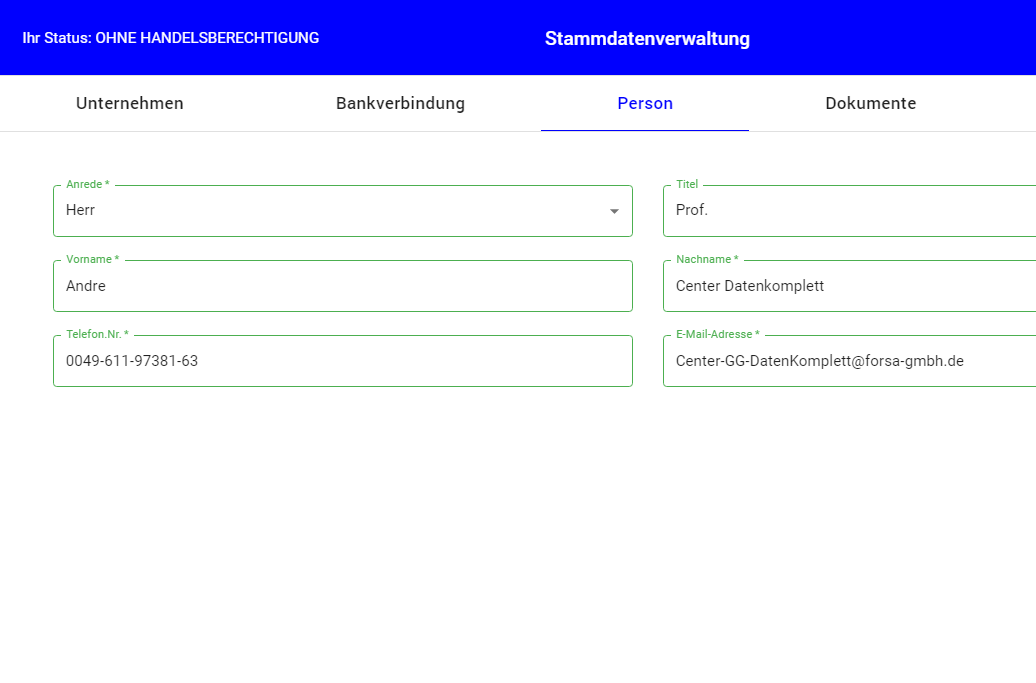 Ihr Status: OHNE HANDELSBERECHTIGUNG
Stammdatenverwaltung
Unternehmen
Bankverbindung
Person
Dokumente
Anrede *
Herr
Titel
Prof.
Vorname *
Andre
Nachname *
Center Datenkomplett
Telefon.Nr. *
0049-611-97381-63
E-Mail-Adresse *
Center-GG-DatenKomplett@forsa-gmbh.de